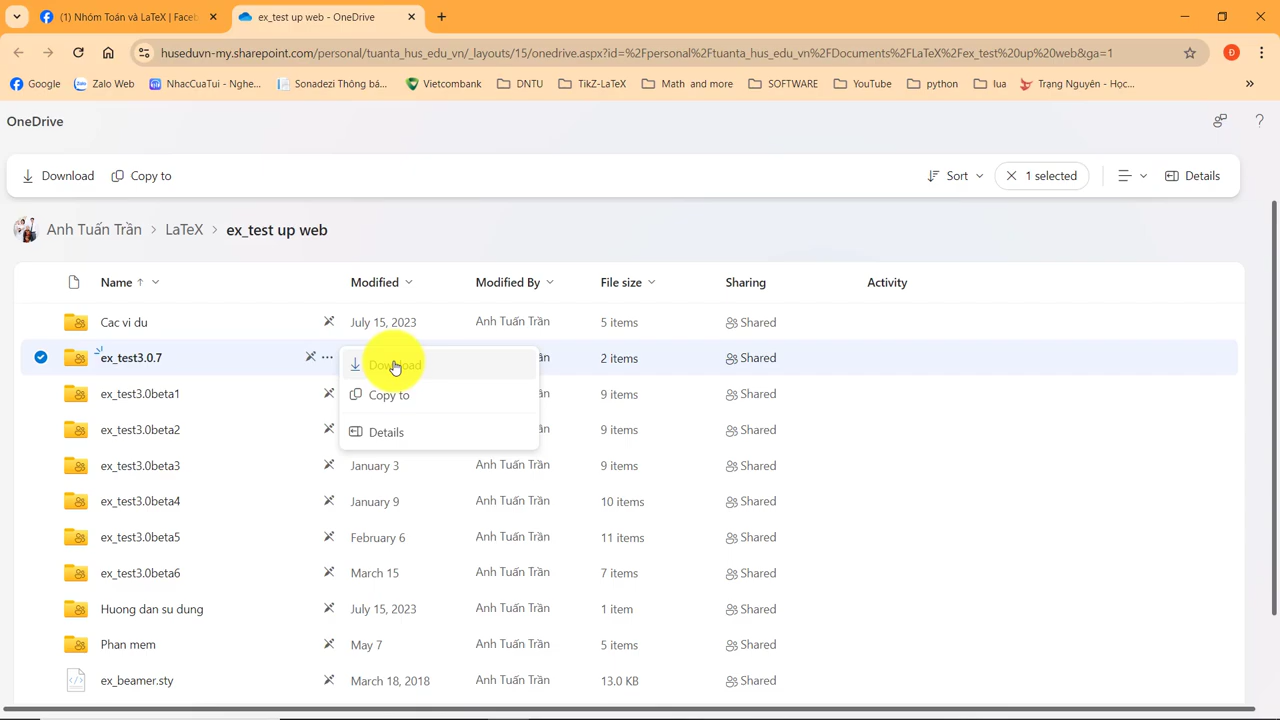 (1) Nhóm Toán và LaTeX | Faceb
ex_test up web - OneDrive
huseduvn-my.sharepoint.com/personal/tuanta_hus_edu_vn/_layouts/15/onedrive.aspx?id=%2Fpersonal%2Ftuanta_hus_edu_vn%2FDocuments%2FLaTeX%2Fex_test%20up%20web&ga=1
Đ
Google
Zalo Web
NhacCuaTui - Nghe...
Sonadezi Thông bá...
Vietcombank
DNTU
TikZ-LaTeX
Math and more
SOFTWARE
YouTube
python
lua
Trạng Nguyên - Học...
OneDrive
Download
Copy to
Sort
1 selected
Details
Anh Tuấn Trần > LaTeX > ex_test up web
Name Modified Modified By File size Sharing Activity
Cac vi du July 15, 2023 Anh Tuấn Trần 5 items Shared
ex_test3.0.7 ần 2 items Shared
Download
ex_test3.0beta1 ần 9 items Shared
Copy to
ex_test3.0beta2 ần 9 items Shared
Details
ex_test3.0beta3 January 3 Anh Tuấn Trần 9 items Shared
ex_test3.0beta4 January 9 Anh Tuấn Trần 10 items Shared
ex_test3.0beta5 February 6 Anh Tuấn Trần 11 items Shared
ex_test3.0beta6 March 15 Anh Tuấn Trần 7 items Shared
Huong dan su dung July 15, 2023 Anh Tuấn Trần 1 item Shared
Phan mem May 7 Anh Tuấn Trần 5 items Shared
ex_beamer.sty March 18, 2018 Anh Tuấn Trần 13.0 KB Shared